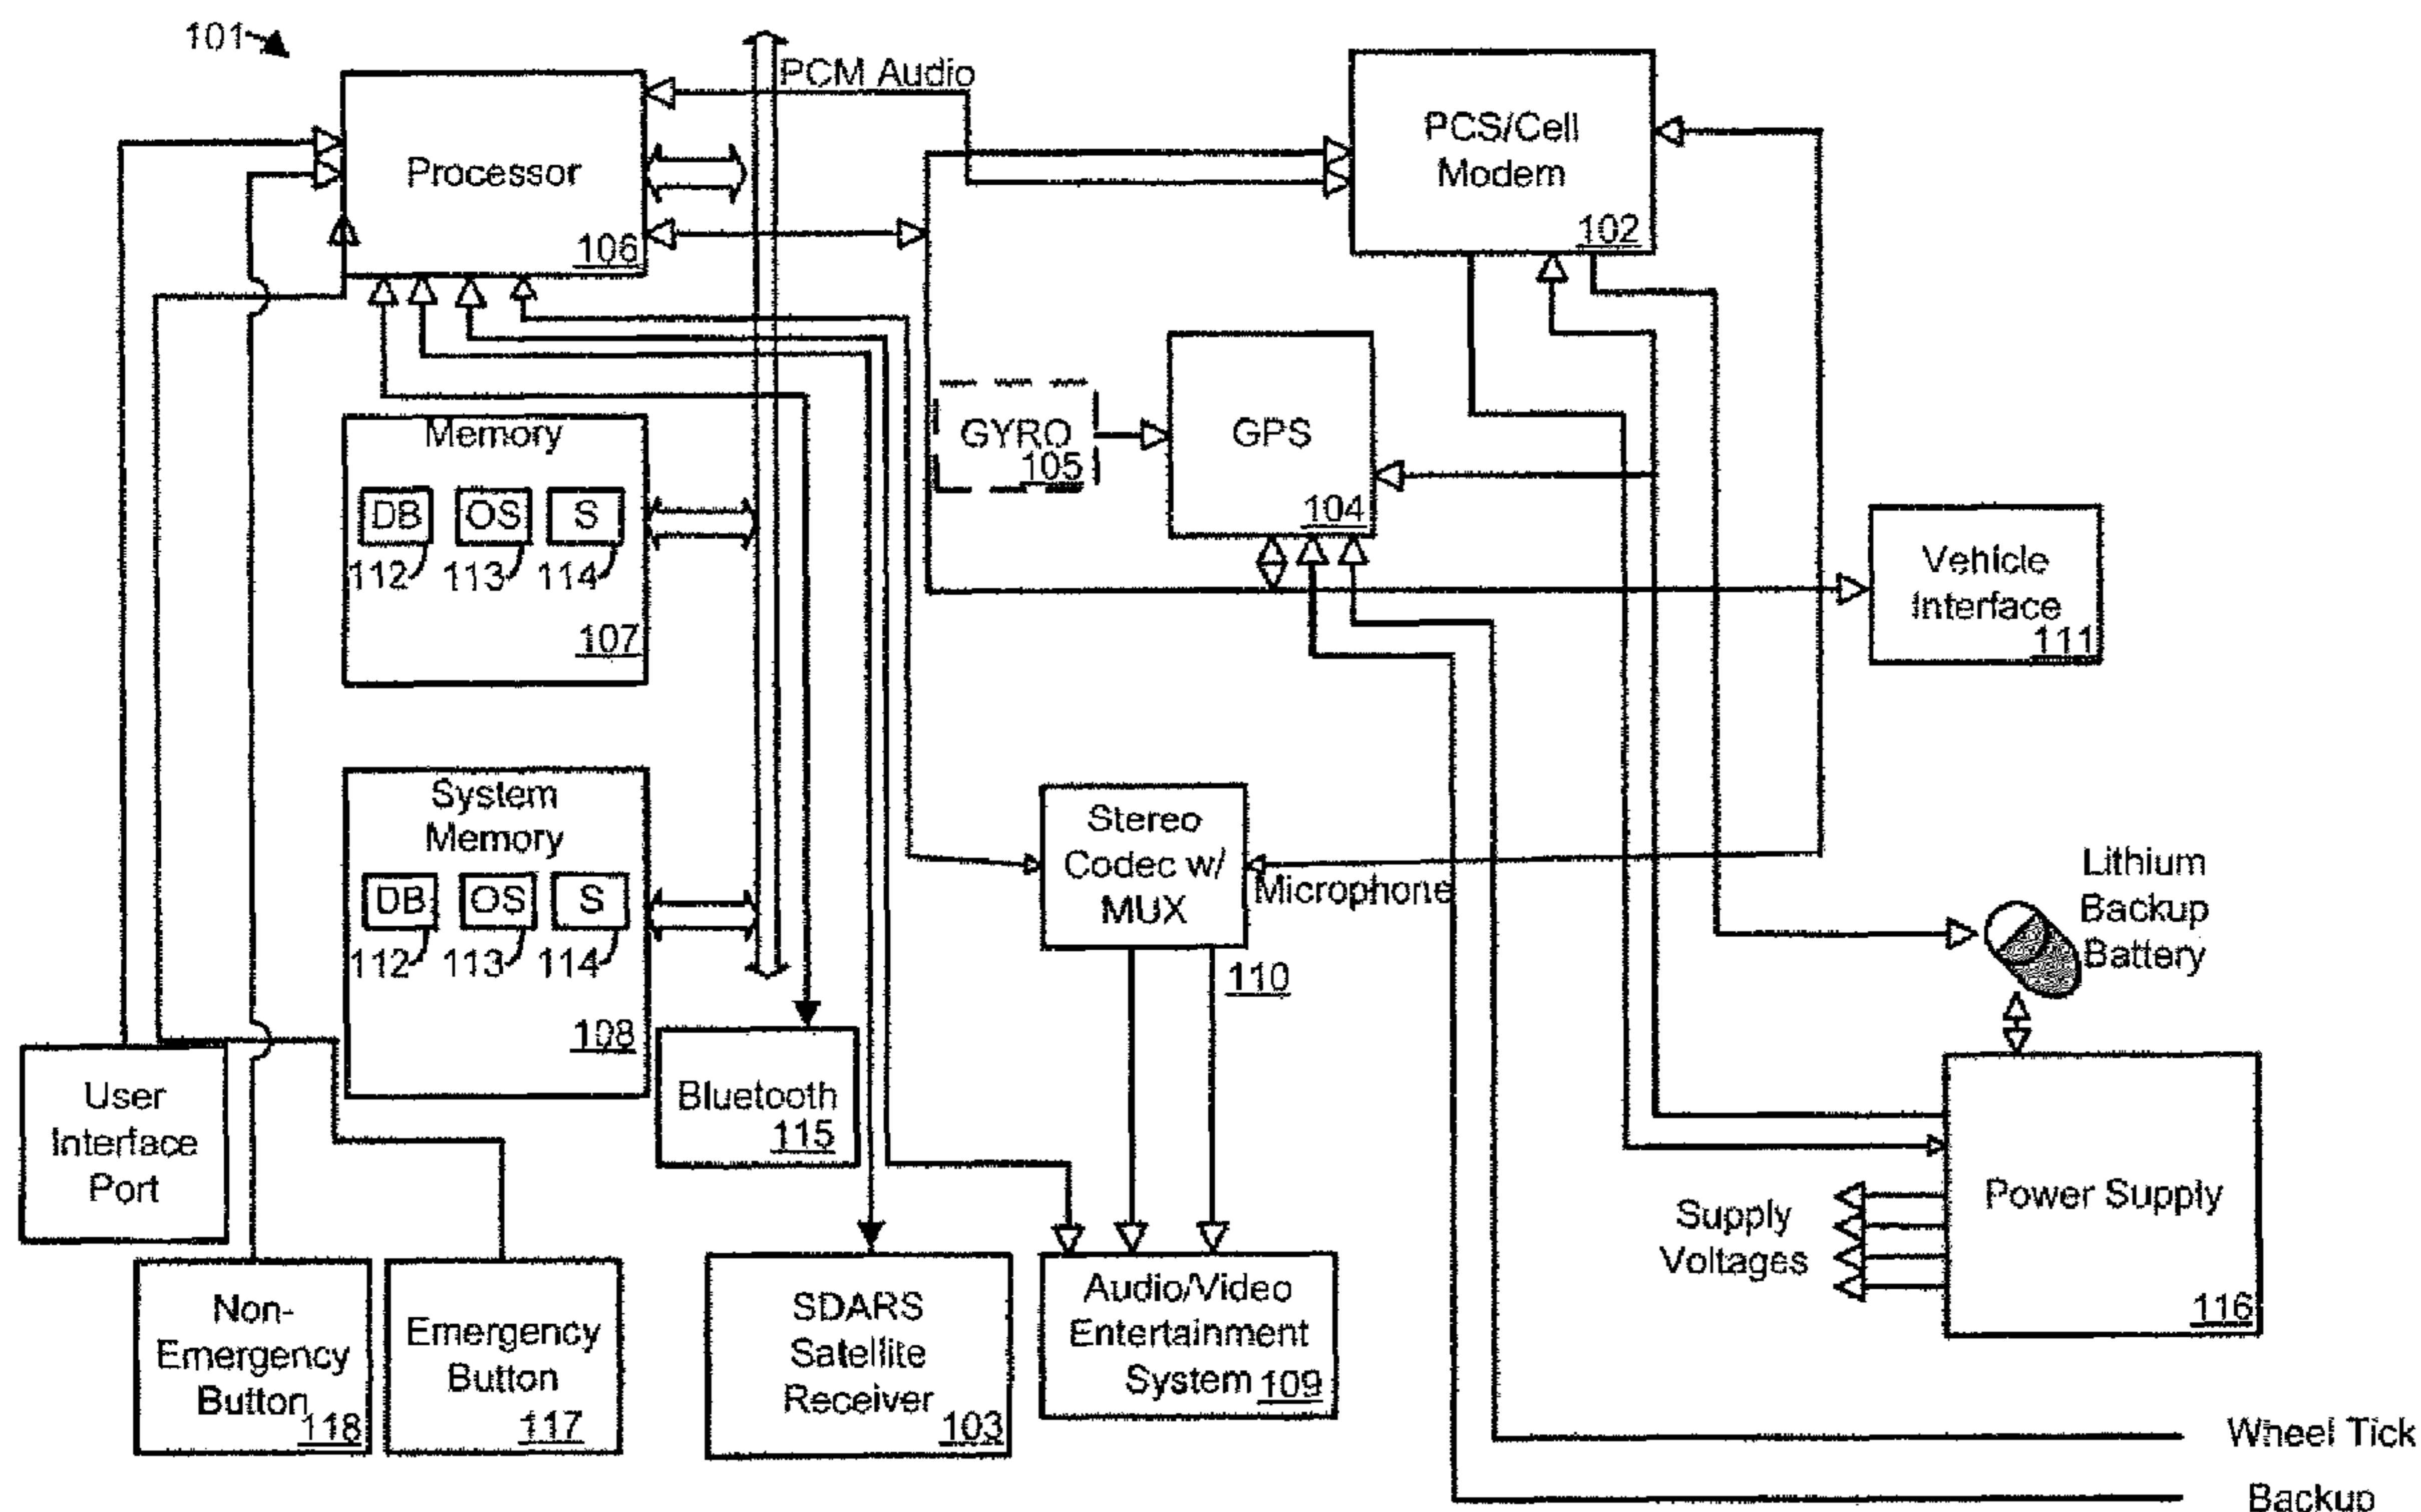 101
PCM Audio
Processor
106
PCS/Cell
Modem
102
Memory
DB
OS
S
112
113
114
107
GYRO
105
GPS
104
Vehicle
Interface
111
System
Memory
DB
OS
S
112
113
114
108
Stereo
Codec w/
MUX
110
Microphone
Lithium
Backup
Battery
User
Interface
Port
Bluetooth
115
Power Supply
116
Supply
Voltages
Non-
Emergency
Button
118
Emergency
Button
117
SDARS
Satellite
Receiver
103
Audio/Video
Entertainment
System
109
Wheel Tick
Backup